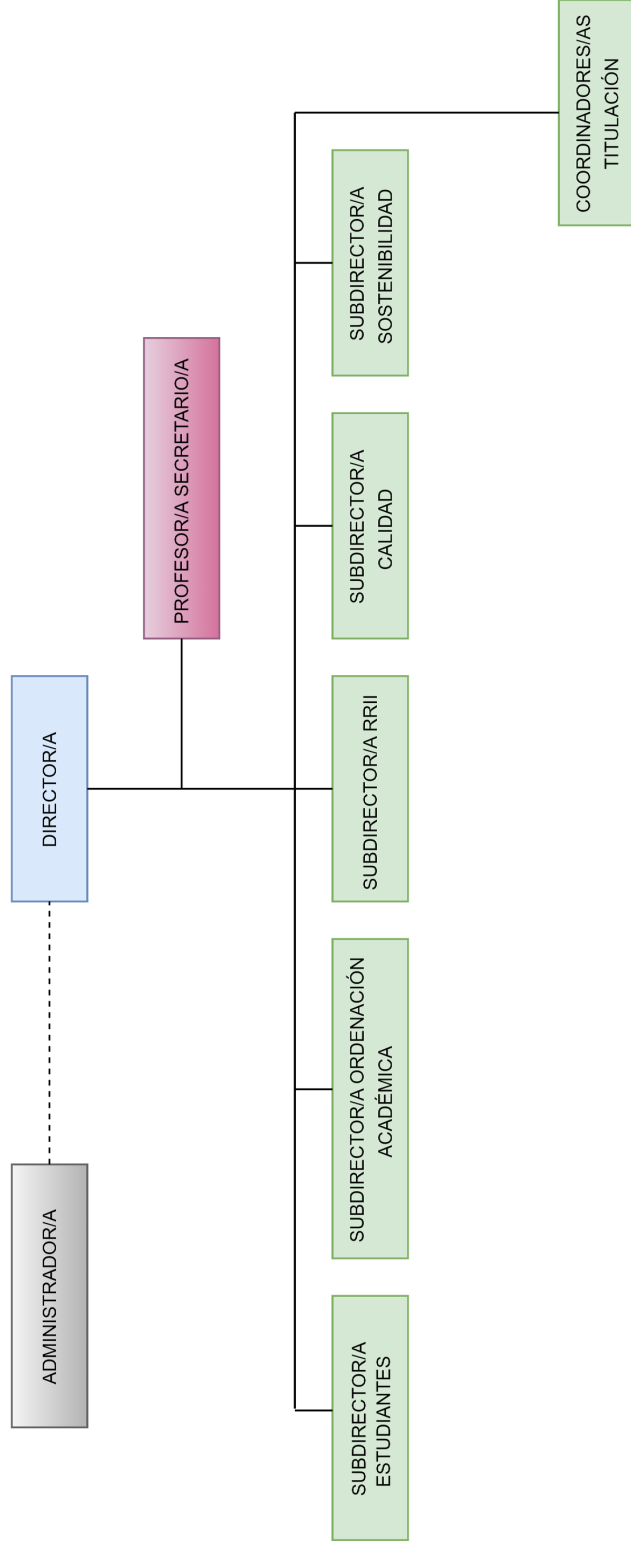 ADMINISTRADOR/A
DIRECTOR/A
PROFESOR/A SECRETARIO/A
SUBDIRECTOR/A
ESTUDIANTES
SUBDIRECTOR/A ORDENACIÓN
ACADÉMICA
SUBDIRECTOR/A RRII
SUBDIRECTOR/A
CALIDAD
SUBDIRECTOR/A
SOSTENIBILIDAD
COORDINADORES/AS
TITULACIÓN